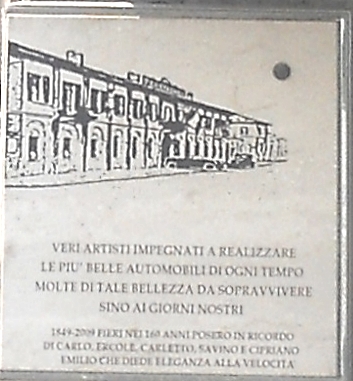 VERI ARTISTI IMPEGNATI A REALIZZARE
LE PIU' BELLE AUTOMOBILI DI OGNI TEMPO
MOLTE DI TALE BELLEZZA DA SOPRAVVIVERE
SINO AI GIORNI NOSTRI
1849-2009 FIERI NEI 160 ANNI POSERO IN RICORDO
DI CARLO, ERCOLE, CARLETTO, SAVINO E CIPRIANO
EMILIO CHE DIEDE ELEGANZA ALLA VELOCITA'